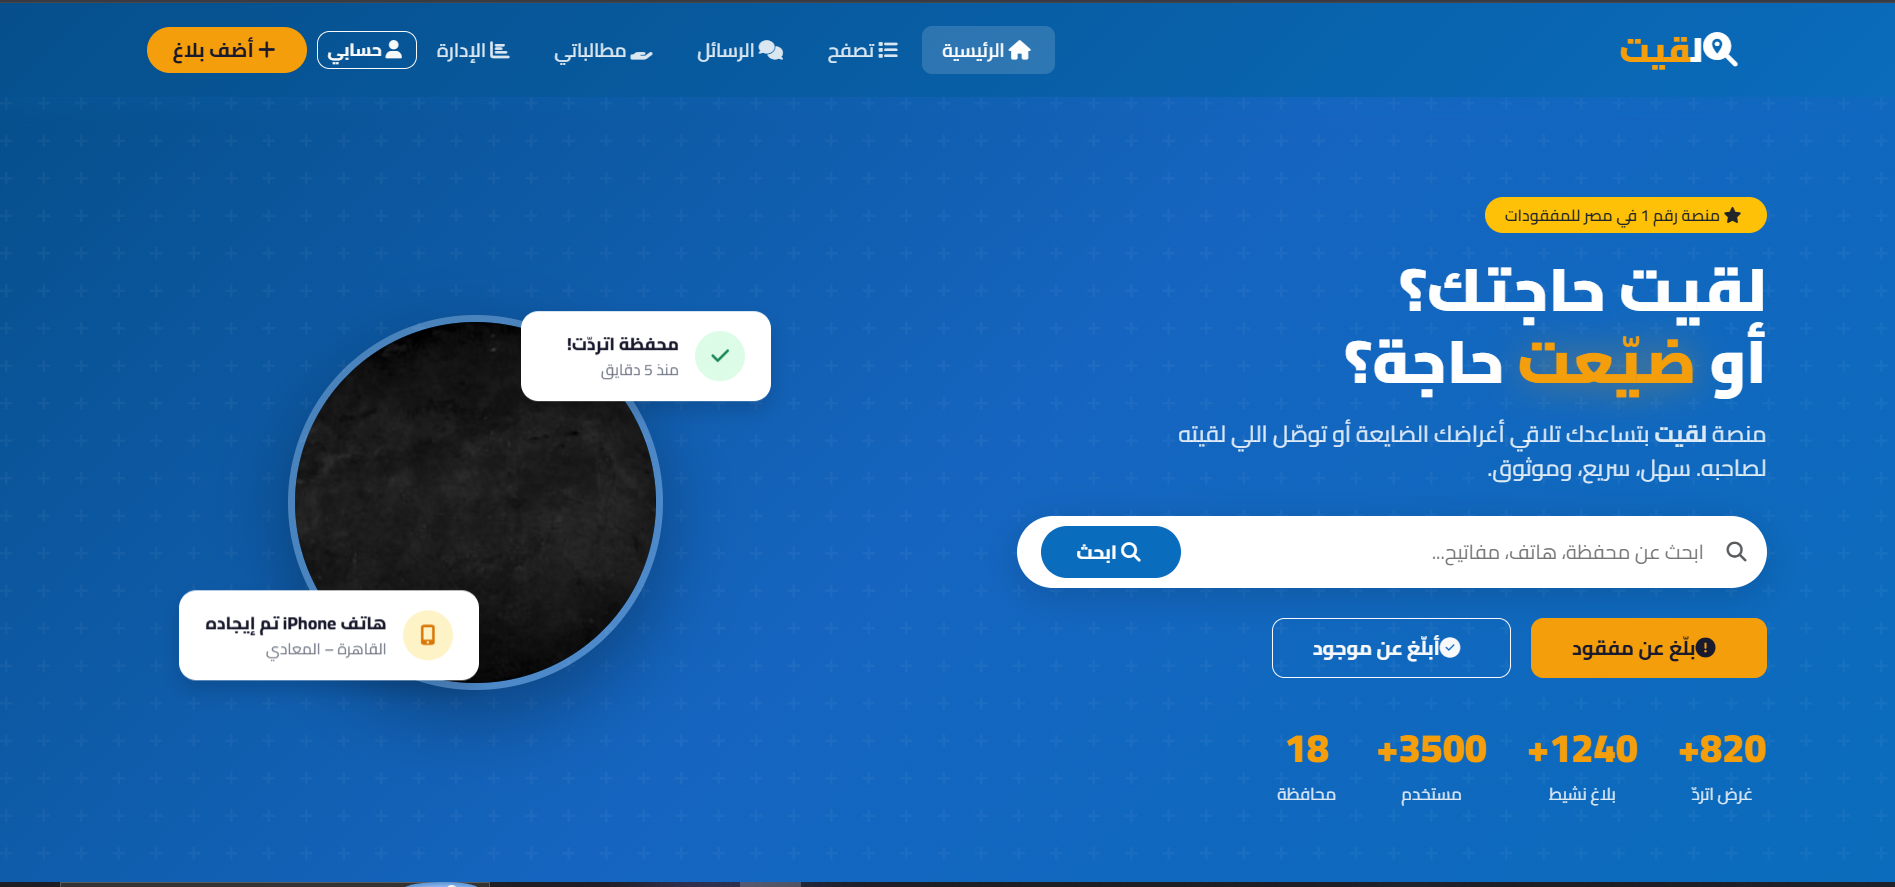 لقيت
الرئيسية
تصفح
الرسائل
مطالباتي
الإدارة
حسابي
أضف بلاغ
منصة رقم 1 في مصر للمفقودات
لقيت حاجتك؟
أو ضيّعت حاجة؟
منصة لقيت بتساعدك تلاقي أغراضك الضايعة أو توصّل اللي لقيته
لصاحبه. سهل، سريع، وموثوق.
ابحث عن محفظة، هاتف، مفاتيح...
ابحث
بلّغ عن مفقود
أبلّغ عن موجود
820+
غرض اتردّ
1240+
بلاغ نشيط
3500+
مستخدم
18
محافظة
محفظة اتردّت!
منذ 5 دقايق
هاتف iPhone تم إيجاده
القاهرة – المعادي